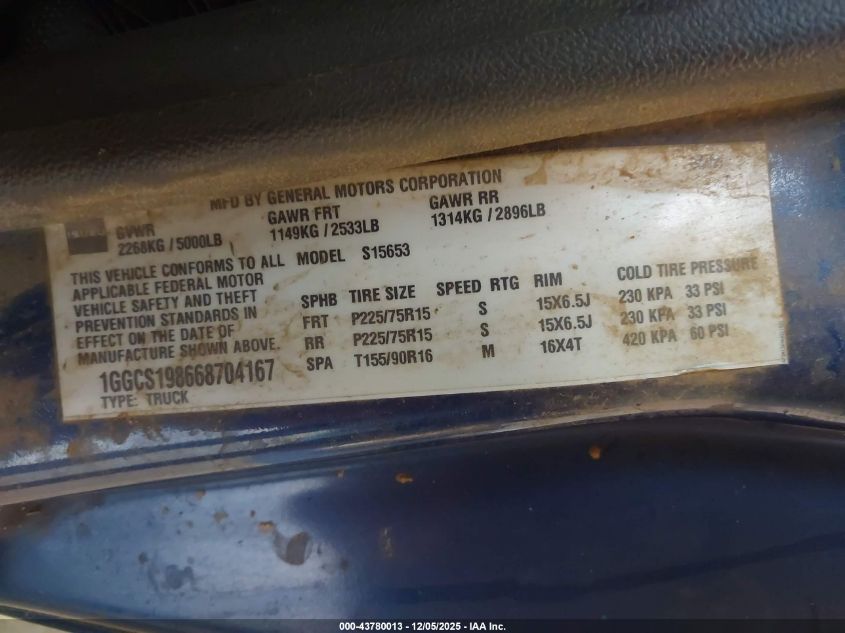 MFD BY GENERAL MOTORS CORPORATION
GVWR GAWR FRT GAWR RR
2268KG / 5000LB 1149KG / 2533LB 1314KG / 2896LB
THIS VEHICLE CONFORMS TO ALL MODEL S15653
APPLICABLE FEDERAL MOTOR
VEHICLE SAFETY AND THEFT
PREVENTION STANDARDS IN
EFFECT ON THE DATE OF
MANUFACTURE SHOWN ABOVE.
SPHB TIRE SIZE SPEED RTG RIM COLD TIRE PRESSURE
FRT P225/75R15 S 15X6.5J 230 KPA 33 PSI
RR P225/75R15 S 15X6.5J 230 KPA 33 PSI
SPA T155/90R16 M 16X4T 420 KPA 60 PSI
1GGCS198668704167
TYPE: TRUCK
000-43780013 - 12/05/2025 - IAA Inc.